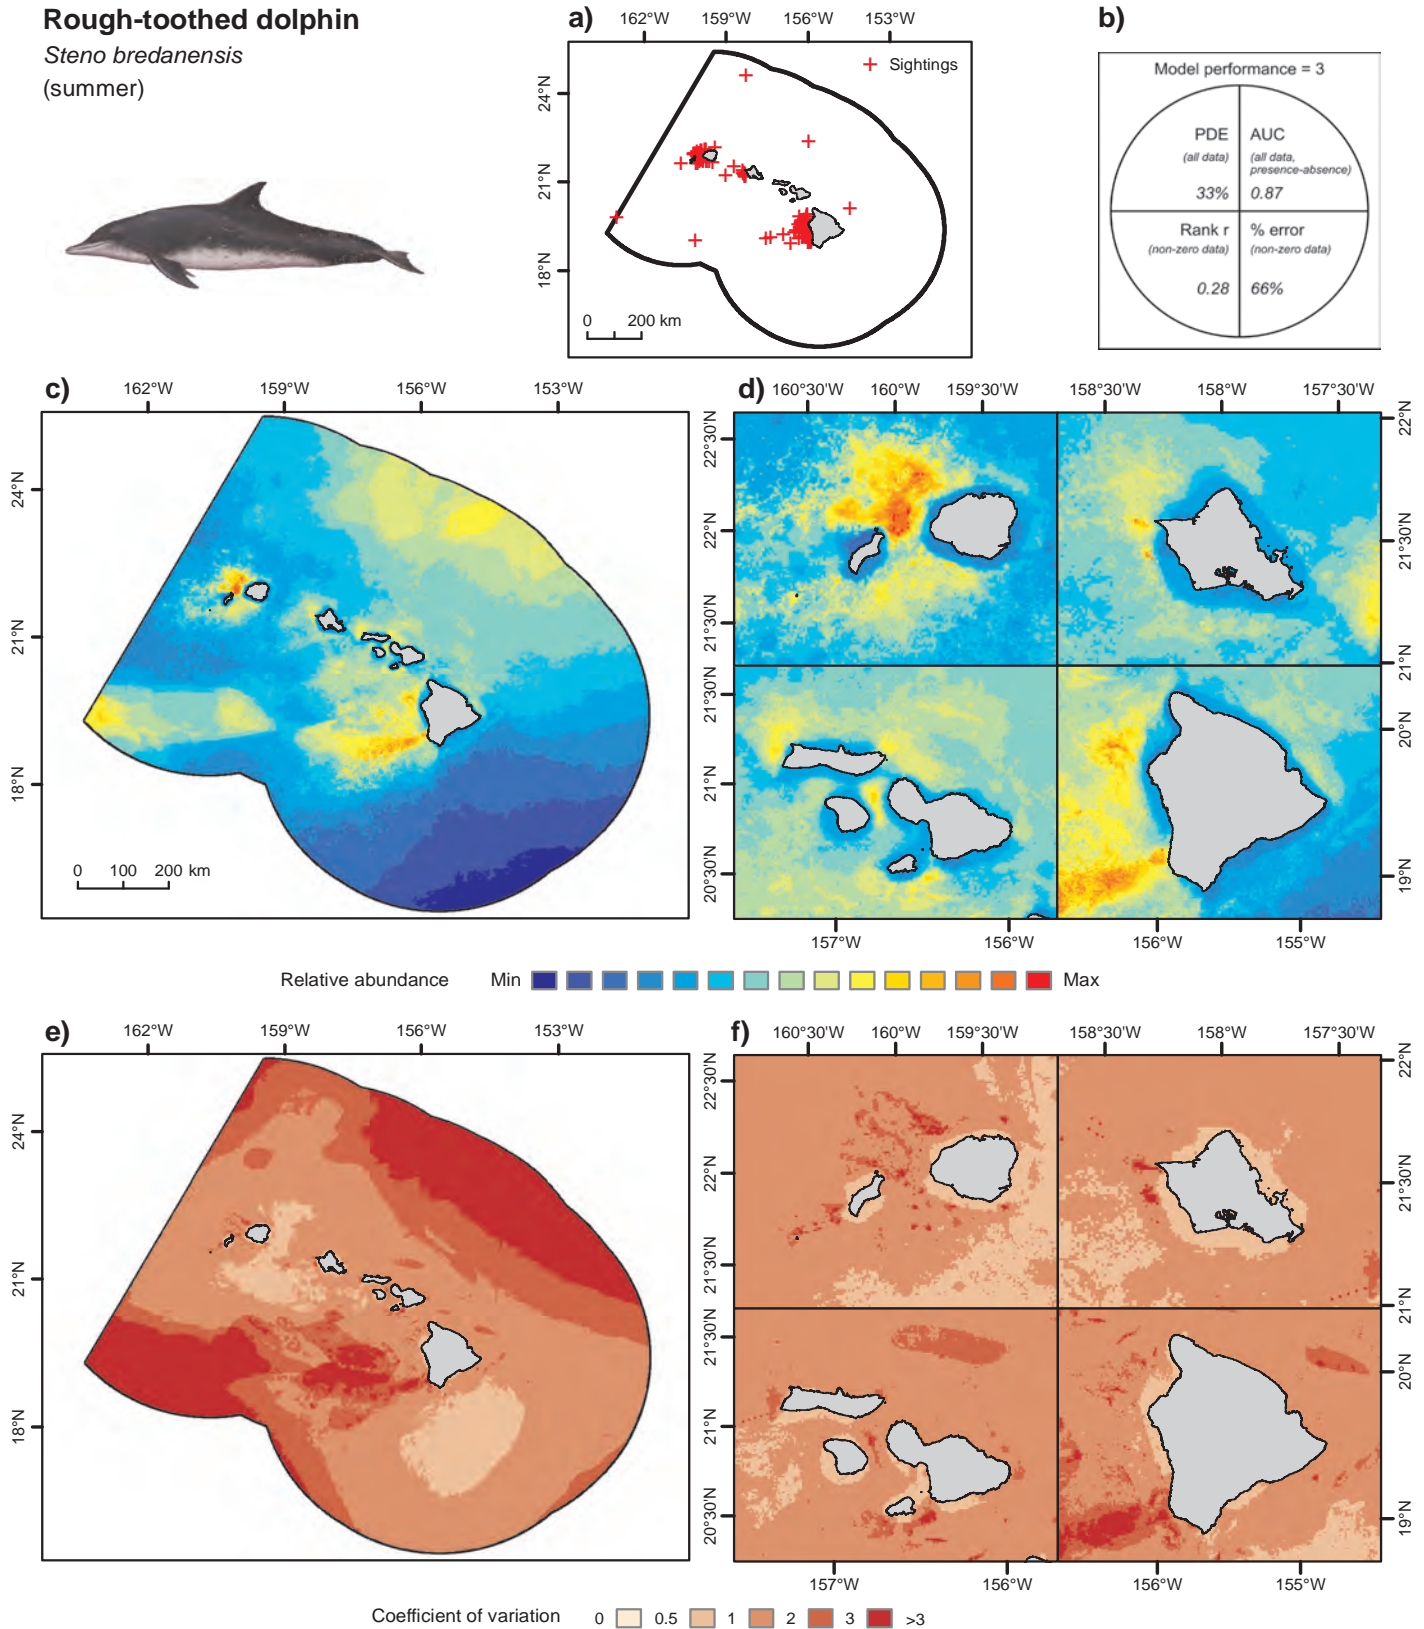 Rough-toothed dolphin
Steno bredanensis
(summer)
a)
162°W 159°W 156°W 153°W
24°N
21°N
18°N
Sightings
0 200 km
b)
Model performance = 3
PDE
(all data)
33%
AUC
(all data,
presence-absence)
0.87
Rank r
(non-zero data)
0.28
% error
(non-zero data)
66%
c)
162°W 159°W 156°W 153°W
24°N
21°N
18°N
0 100 200 km
d)
160°30'W 160°W 159°30'W 158°30'W 158°W 157°30'W
22°30'N
22°N
21°30'N
22°N
21°30'N
21°N
21°30'N
21°N
20°30'N
20°N
19°N
157°W 156°W 156°W 155°W
Relative abundance Min Max
e)
162°W 159°W 156°W 153°W
24°N
21°N
18°N
f)
160°30'W 160°W 159°30'W 158°30'W 158°W 157°30'W
22°30'N
22°N
21°30'N
22°N
21°30'N
21°N
21°30'N
21°N
20°30'N
20°N
19°N
157°W 156°W 156°W 155°W
Coefficient of variation 0 0.5 1 2 3 >3